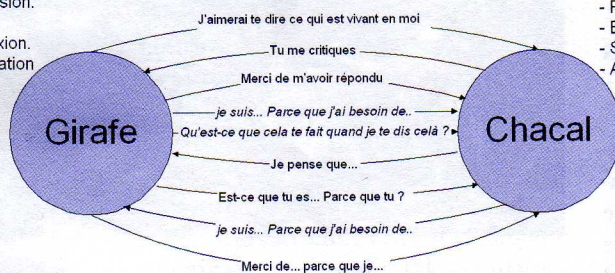 sion.
xion.
ation
J'aimerai te dire ce qui est vivant en moi
Tu me critiques
Merci de m'avoir répondu
je suis... Parce que j'ai besoin de..
Qu'est-ce que cela te fait quand je te dis celà ?
Girafe
Chacal
Je pense que...
Est-ce que tu es... Parce que tu ?
je suis... Parce que j'ai besoin de..
Merci de... parce que je...
- E
- S